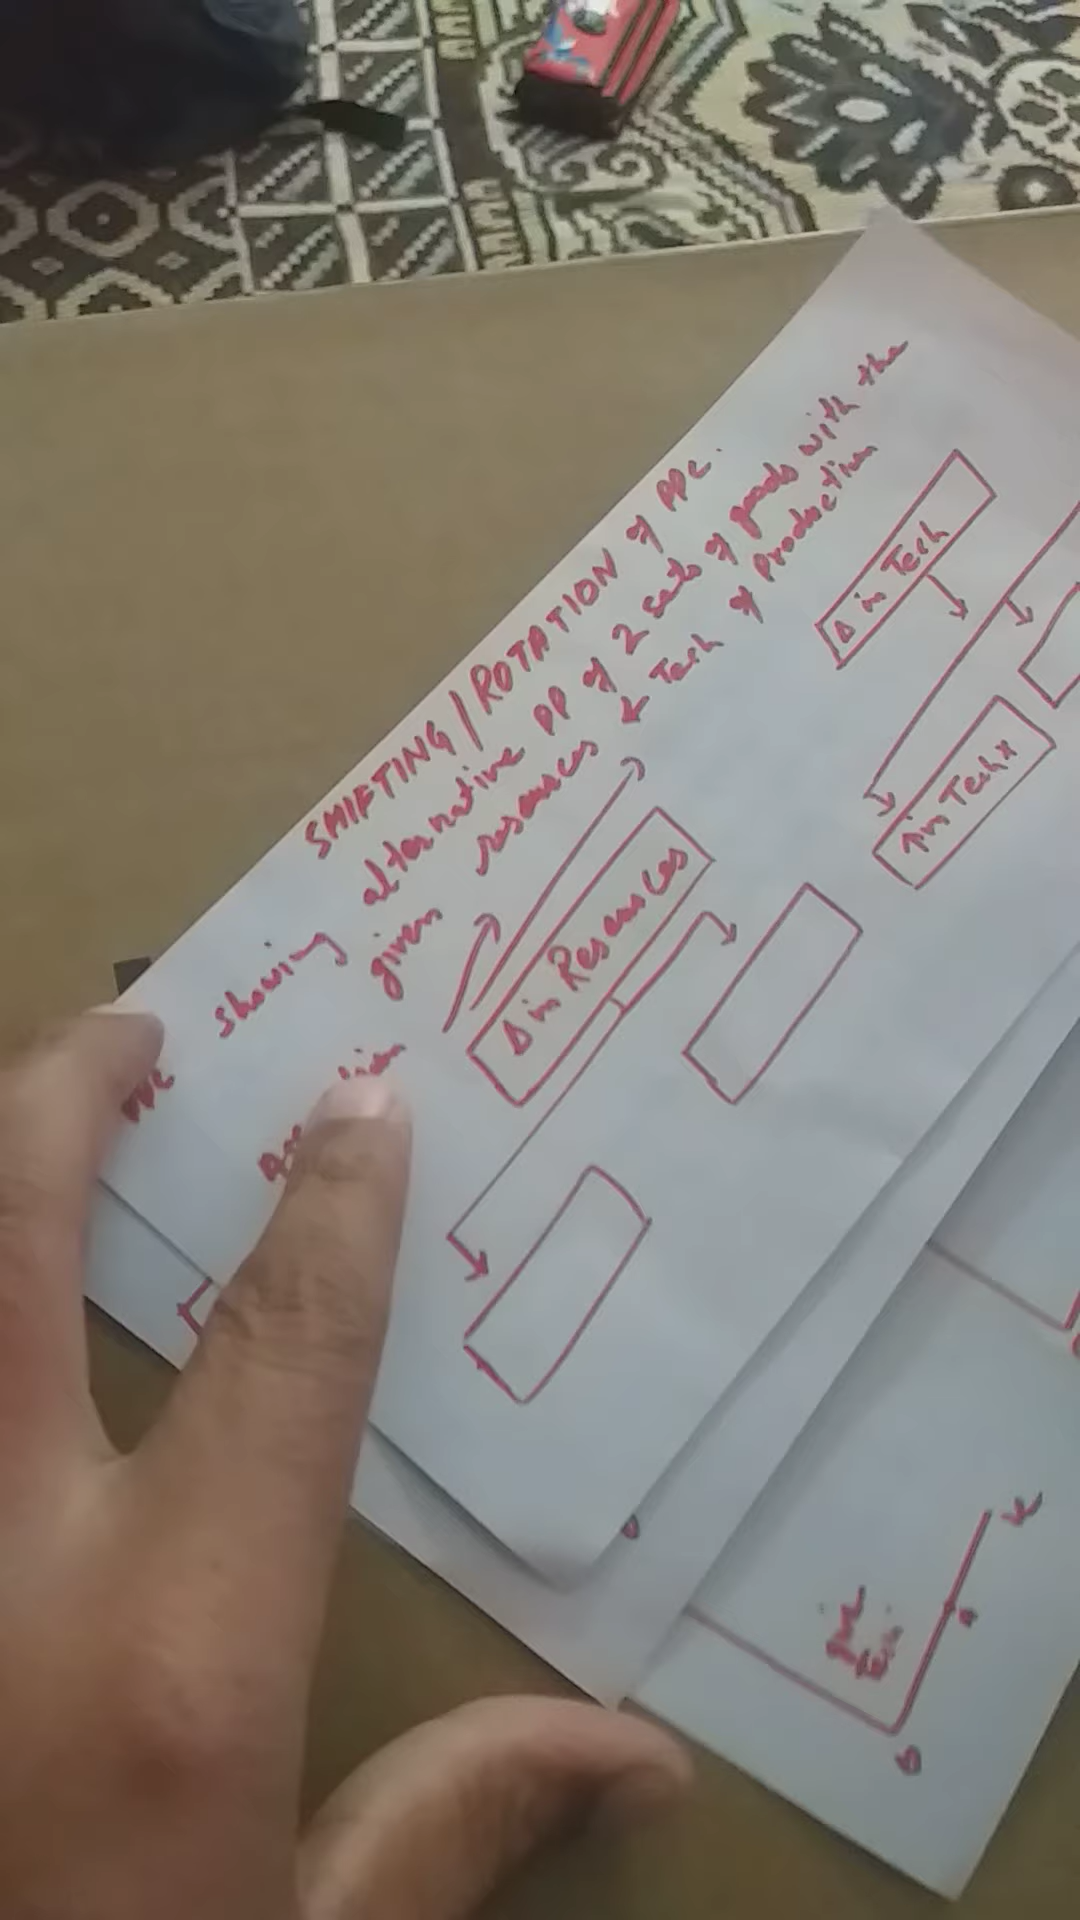 SHIFTING/ROTATION of PPC.
showing alternative PP of 2 sets of goods with the
given resources & Tech of Production
Δ in Resources
Δ in Tech
↑ in Tech x